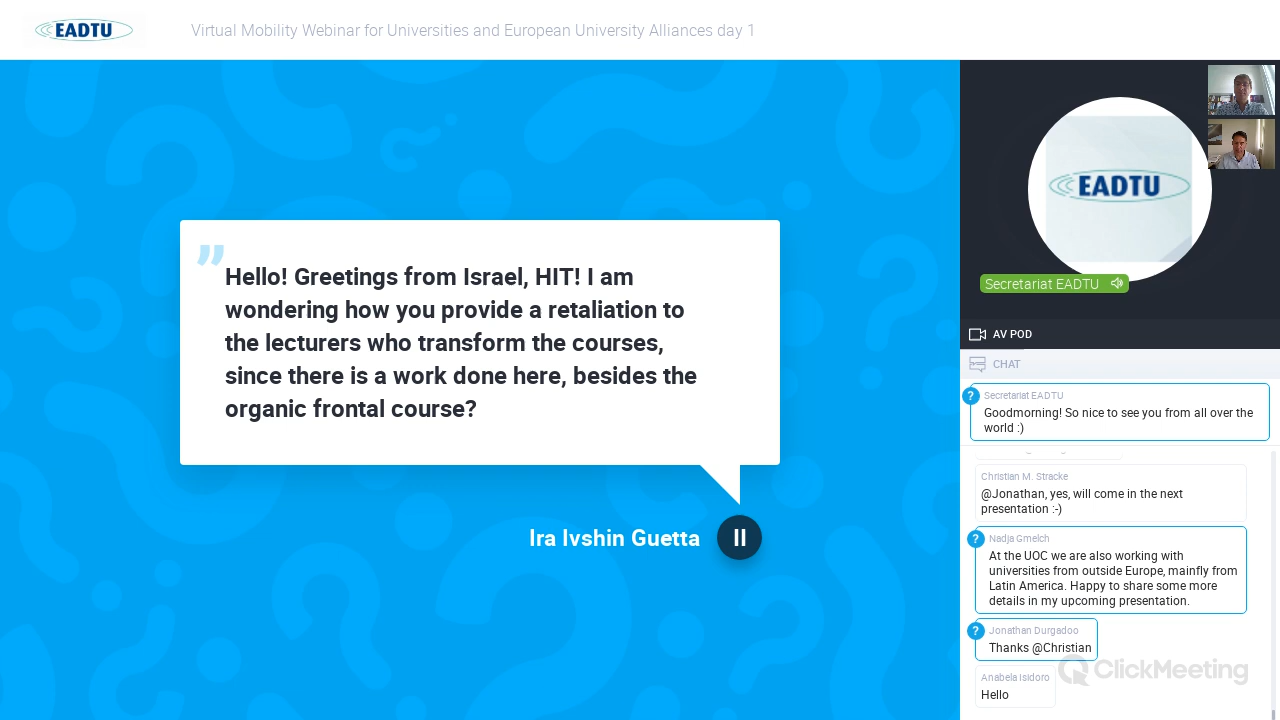 EADTU
Virtual Mobility Webinar for Universities and European University Alliances day 1
”
Hello! Greetings from Israel, HIT! I am
wondering how you provide a retaliation to
the lecturers who transform the courses,
since there is a work done here, besides the
organic frontal course?
Ira Ivshin Guetta
II
EADTU
Secretariat EADTU
AV POD
CHAT
?
Secretariat EADTU
Goodmorning! So nice to see you from all over the
world :)
Christian M. Stracke
@Jonathan, yes, will come in the next
presentation :-)
?
Nadja Gmelch
At the UOC we are also working with
universities from outside Europe, mainfly from
Latin America. Happy to share some more
details in my upcoming presentation.
?
Jonathan Durgadoo
Thanks @Christian
ClickMeeting
Anabela Isidoro
Hello